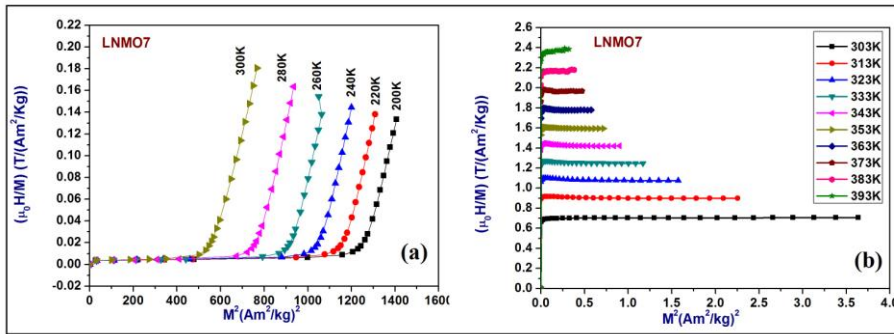 LNMO7
(μ₀H/M) (T/(Am²/Kg))
0.22
0.20
0.18
0.16
0.14
0.12
0.10
0.08
0.06
0.04
0.02
0.00
-0.02
300K
280K
260K
240K
220K
200K
(a)
0 200 400 600 800 1000 1200 1400 1600
M²(Am²/kg)²
LNMO7
(μ₀H/M) (T/(Am²/Kg))
2.6
2.4
2.2
2.0
1.8
1.6
1.4
1.2
1.0
0.8
0.6
0.4
0.2
0.0
303K
313K
323K
333K
343K
353K
363K
373K
383K
393K
(b)
0.0 0.5 1.0 1.5 2.0 2.5 3.0 3.5 4.0
M²(Am²/kg)²